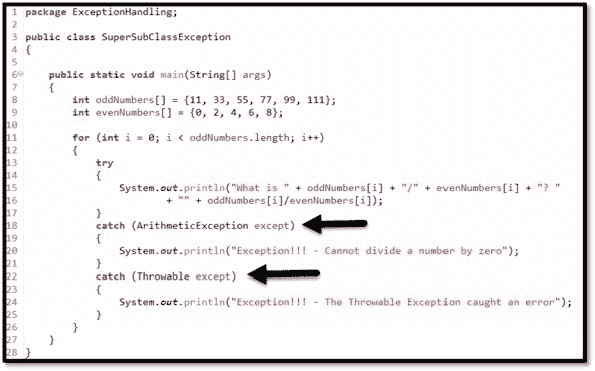 1 package ExceptionHandling;
2
3 public class SuperSubClassException
4 {
5
6 public static void main(String[] args)
7 {
8 int oddNumbers[] = {11, 33, 55, 77, 99, 111};
9 int evenNumbers[] = {0, 2, 4, 6, 8};
10
11 for (int i = 0; i < oddNumbers.length; i++)
12 {
13 try
14 {
15 System.out.println("What is " + oddNumbers[i] + "/" + evenNumbers[i] + "? "
16 + "" + oddNumbers[i]/evenNumbers[i]);
17 }
18 catch (ArithmeticException except)
19 {
20 System.out.println("Exception!!! - Cannot divide a number by zero");
21 }
22 catch (Throwable except)
23 {
24 System.out.println("Exception!!! - The Throwable Exception caught an error");
25 }
26 }
27 }
28 }